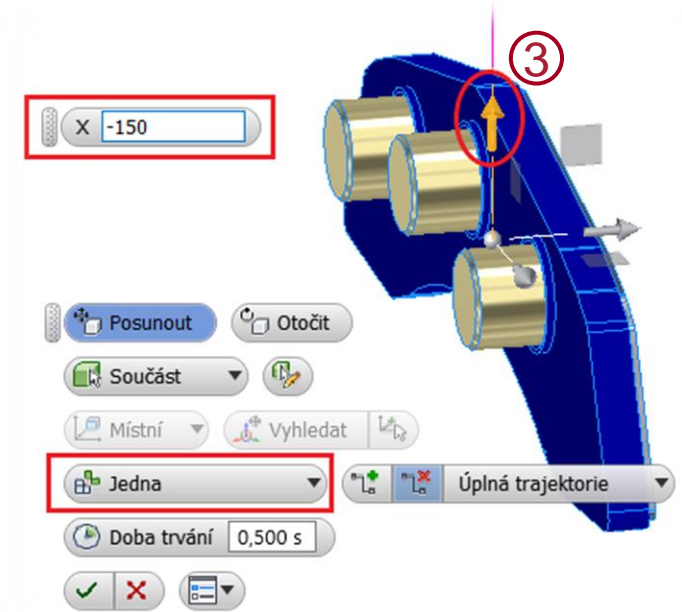 ③
X -150
Posunout Otočit
Součást
Místní Vyhledat
Jedna Úplná trajektorie
Doba trvání 0,500 s